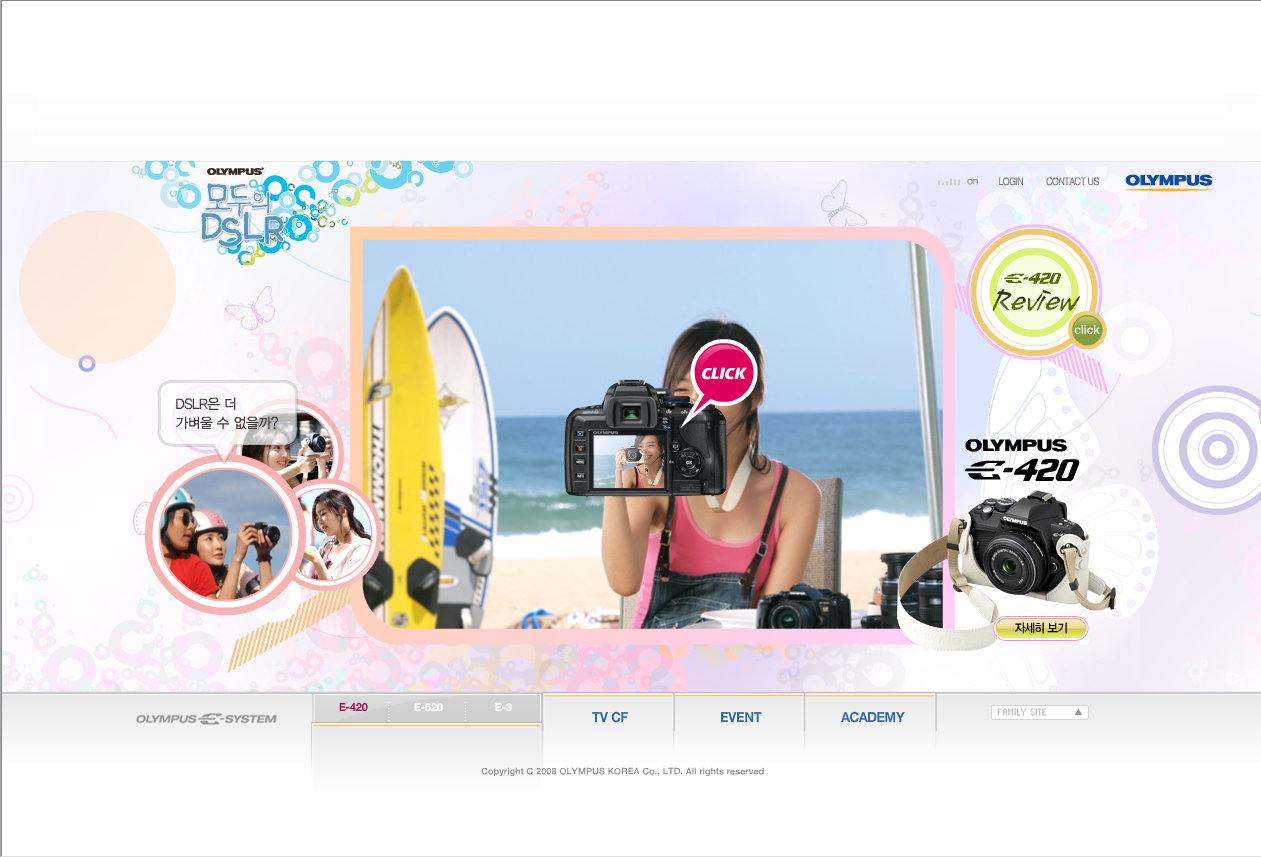 OLYMPUS
모두의
DSLR
on
LOGIN
CONTACT US
OLYMPUS
E-420
Review
click
CLICK
DSLR은 더
가벼울 수 없을까?
OLYMPUS
OLYMPUS
E-420
OLYMPUS
자세히 보기
OLYMPUS E-SYSTEM
E-420
E-520
E-3
TV CF
EVENT
ACADEMY
FAMILY SITE
Copyright C 2008 OLYMPUS KOREA Co., LTD. All rights reserved